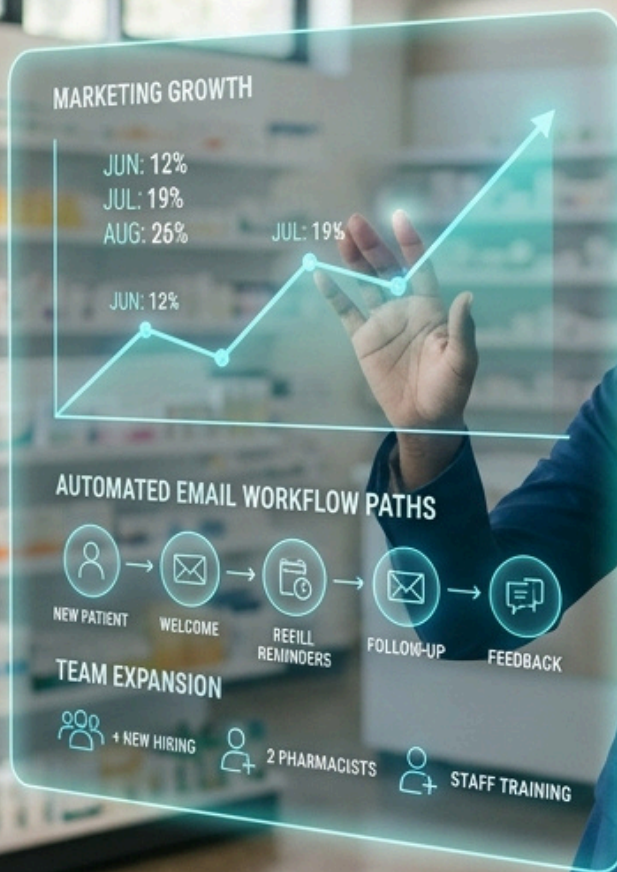 MARKETING GROWTH
JUN: 12%
JUL: 19%
AUG: 25%
JUL: 19%
JUN: 12%
AUTOMATED EMAIL WORKFLOW PATHS
NEW PATIENT
WELCOME
REFILL
REMINDERS
FOLLOW-UP
FEEDBACK
TEAM EXPANSION
+ NEW HIRING
2 PHARMACISTS
STAFF TRAINING